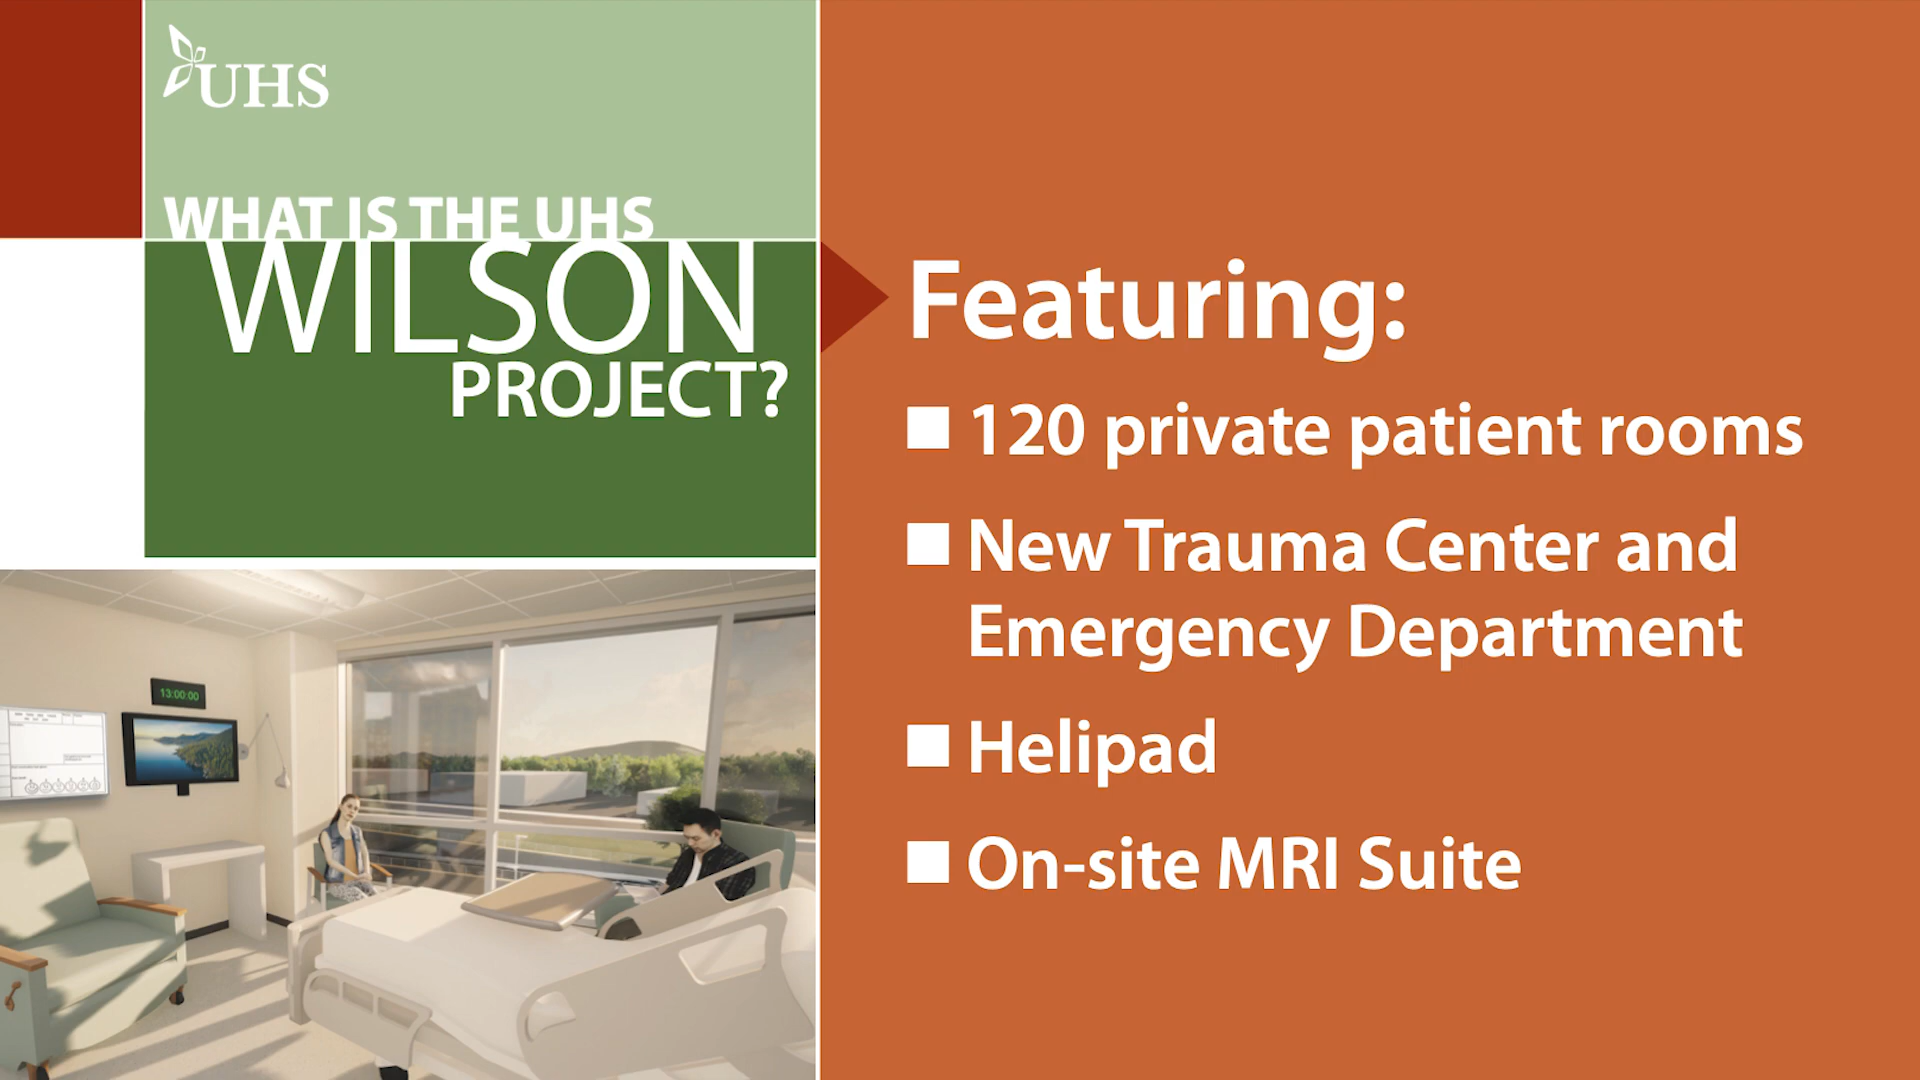 UHS
WHAT IS THE UHS
WILSON
PROJECT?
Featuring:
120 private patient rooms
New Trauma Center and
Emergency Department
Helipad
On-site MRI Suite
13:00:00